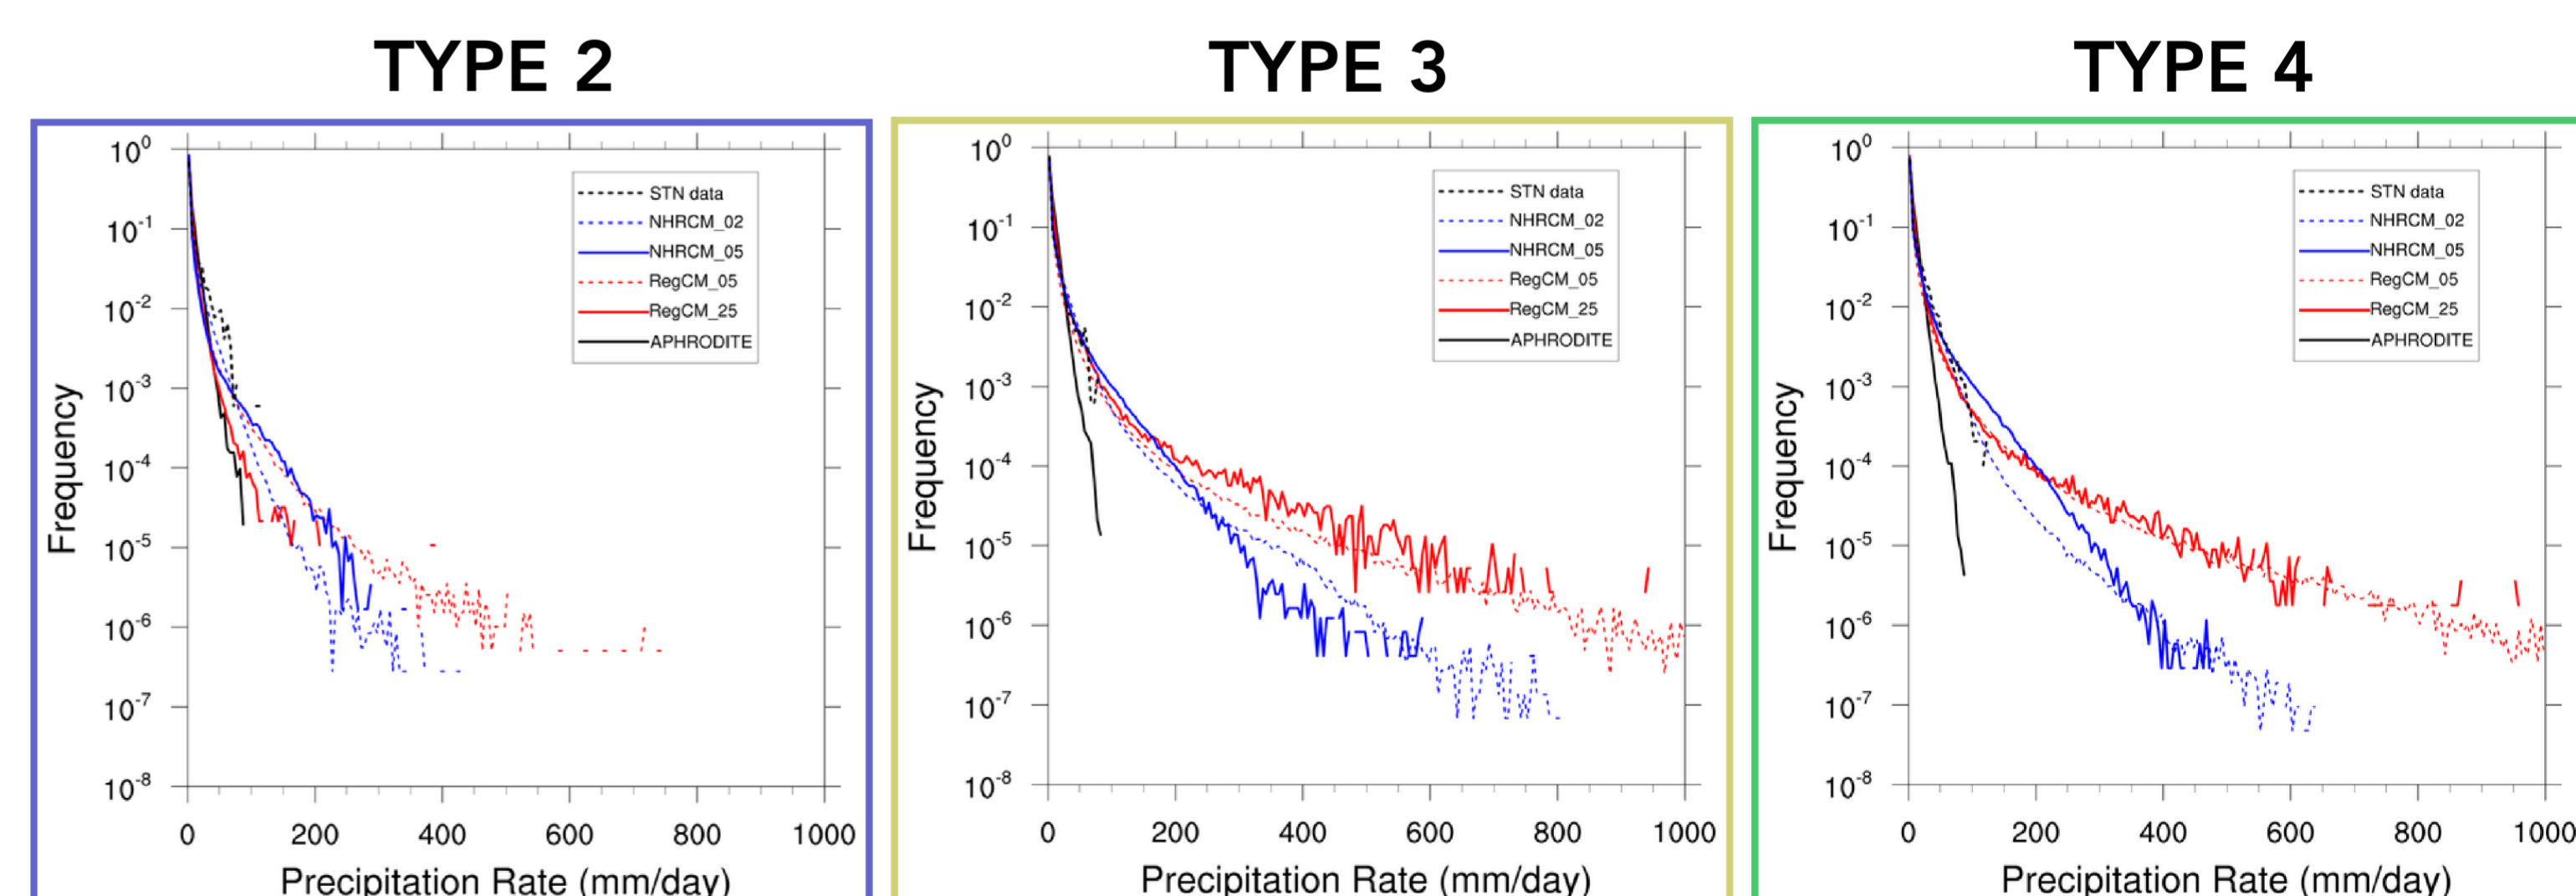 TYPE 2
10^0
10^-1
10^-2
10^-3
10^-4
10^-5
10^-6
10^-7
10^-8
Frequency
STN data
NHRCM_02
NHRCM_05
RegCM_05
RegCM_25
APHRODITE
0 200 400 600 800 1000
Precipitation Rate (mm/day)
TYPE 3
10^0
10^-1
10^-2
10^-3
10^-4
10^-5
10^-6
10^-7
10^-8
Frequency
STN data
NHRCM_02
NHRCM_05
RegCM_05
RegCM_25
APHRODITE
0 200 400 600 800 1000
Precipitation Rate (mm/day)
TYPE 4
10^0
10^-1
10^-2
10^-3
10^-4
10^-5
10^-6
10^-7
10^-8
Frequency
STN data
NHRCM_02
NHRCM_05
RegCM_05
RegCM_25
APHRODITE
0 200 400 600 800 1000
Precipitation Rate (mm/day)